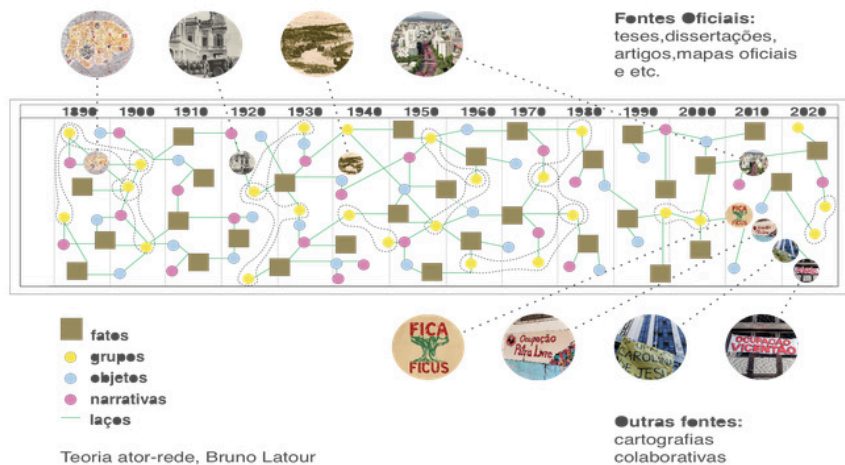 Fontes Oficiais:
teses,dissertações,
artigos,mapas oficiais
e etc.
1890 1900 1910 1920 1930 1940 1950 1960 1970 1980 1990 2000 2010 2020
FICA
FICUS
FICA
FICUS
Ocupação
Pátria Livre
CAROLINA
DE JESUS
OCUPAÇÃO
VICENTÃO
fatos
grupos
objetos
narrativas
laços
Teoria ator-rede, Bruno Latour
Outras fontes:
cartografias
colaborativas